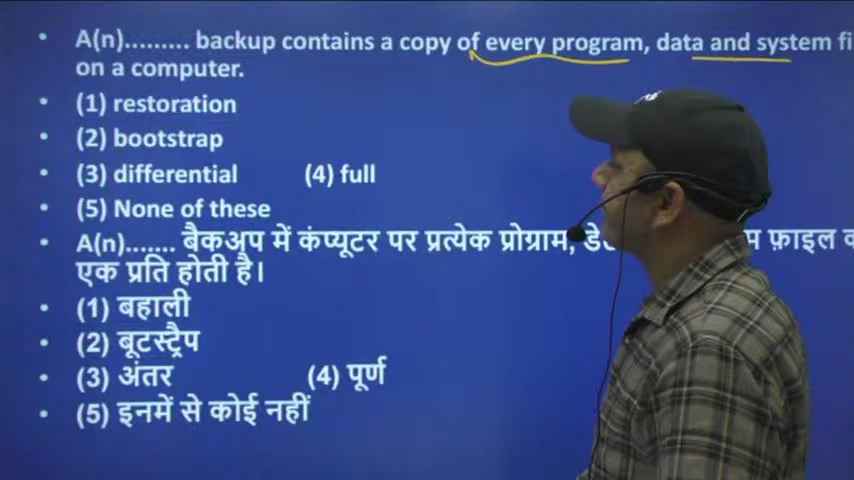 • A(n)......... backup contains a copy of every program, data and system fi
on a computer.
• (1) restoration
• (2) bootstrap
• (3) differential (4) full
• (5) None of these
• A(n)....... बैकअप में कंप्यूटर पर प्रत्येक प्रोग्राम, फ़ाइल
एक प्रति होती है।
• (1) बहाली
• (2) बूटस्ट्रैप
• (3) अंतर (4) पूर्ण
• (5) इनमें से कोई नहीं